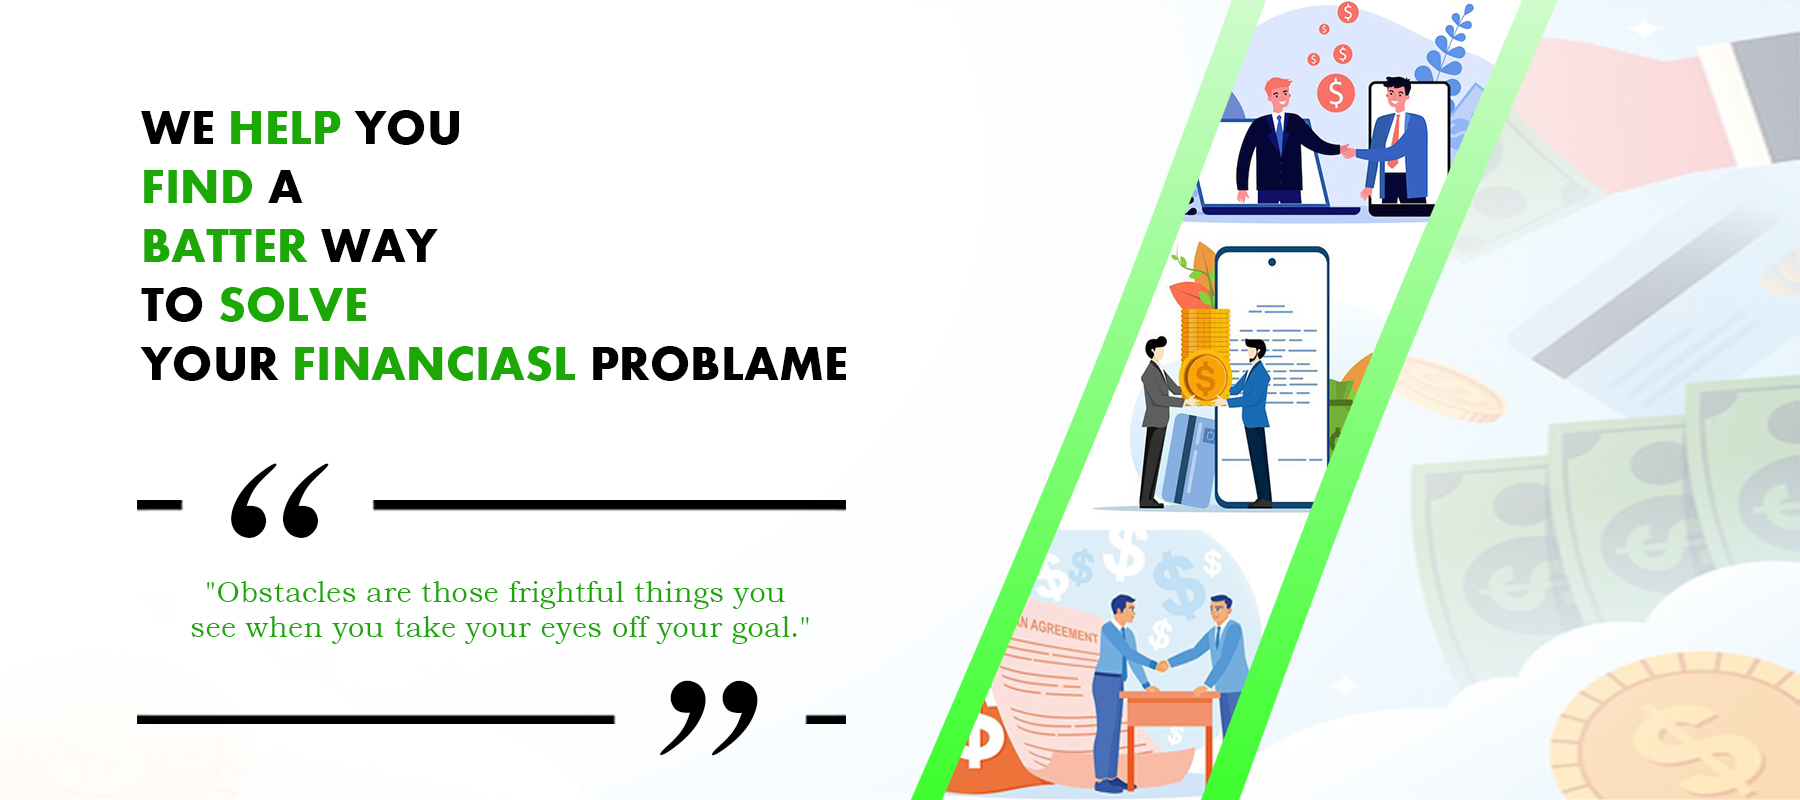 WE HELP YOU
FIND A
BATTER WAY
TO SOLVE
YOUR FINANCIASL PROBLAME
"Obstacles are those frightful things you
see when you take your eyes off your goal."
AGREEMENT